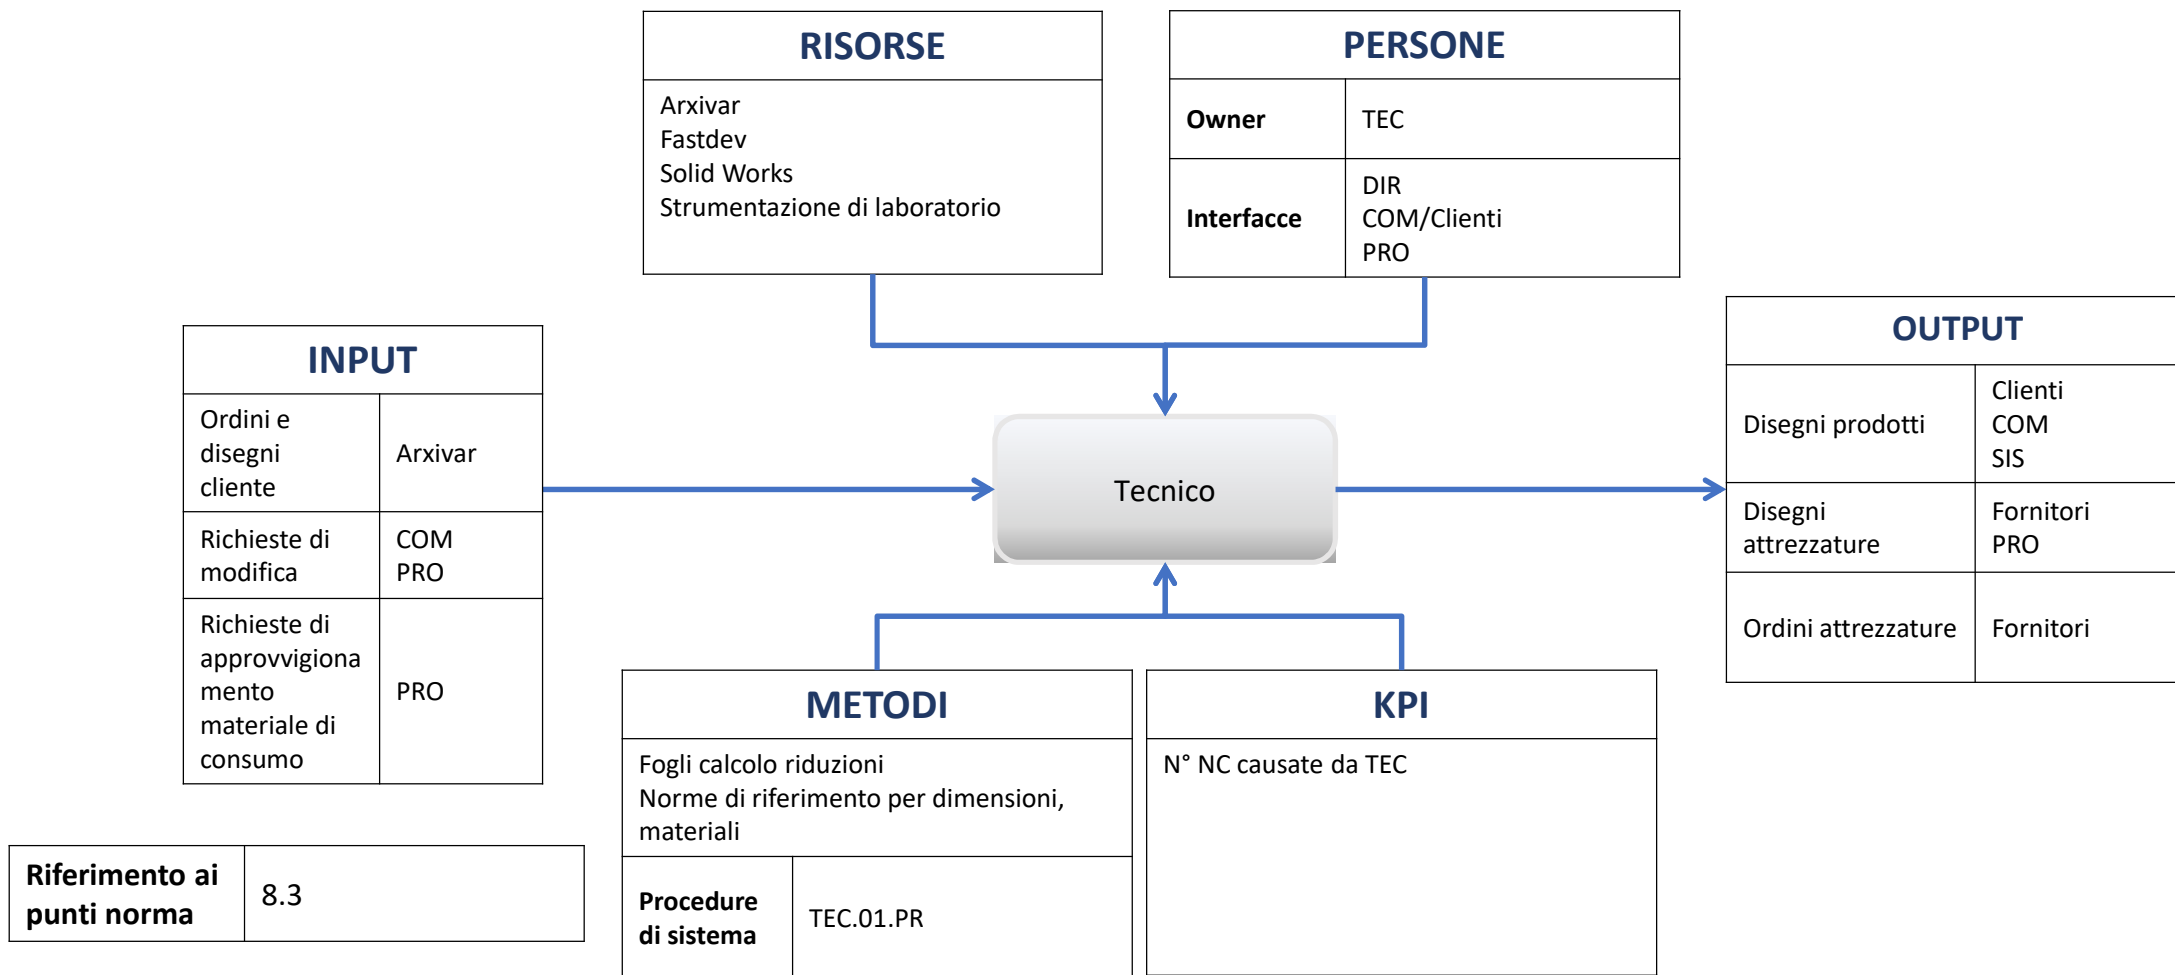 RISORSE
Arxivar
Fastdev
Solid Works
Strumentazione di laboratorio
PERSONE
Owner
TEC
Interfacce
DIR
COM/Clienti
PRO
INPUT
Ordini e
disegni
cliente
Arxivar
Richieste di
modifica
COM
PRO
Richieste di
approvvigiona
mento
materiale di
consumo
PRO
Tecnico
OUTPUT
Disegni prodotti
Clienti
COM
SIS
Disegni
attrezzature
Fornitori
PRO
Ordini attrezzature
Fornitori
METODI
Fogli calcolo riduzioni
Norme di riferimento per dimensioni,
materiali
Procedure
di sistema
TEC.01.PR
KPI
N° NC causate da TEC
Riferimento ai
punti norma
8.3